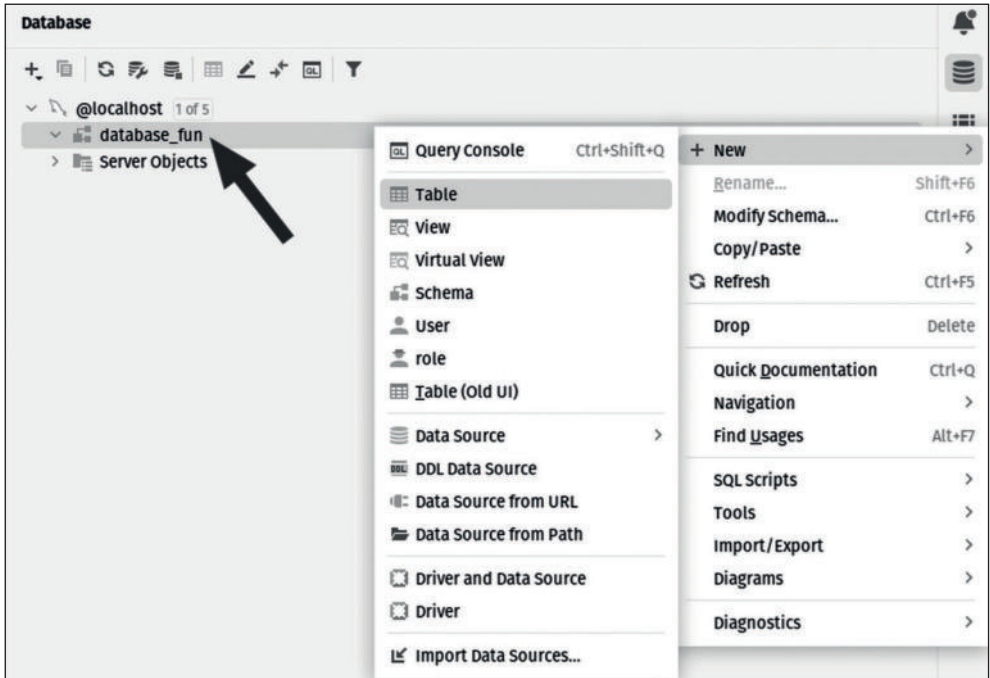 Database
@localhost 1 of 5
database_fun
Server Objects
QL Query Console Ctrl+Shift+Q
Table
View
Virtual View
Schema
User
role
Table (Old UI)
Data Source
DDL DDL Data Source
Data Source from URL
Data Source from Path
Driver and Data Source
Driver
Import Data Sources...
New
Rename... Shift+F6
Modify Schema... Ctrl+F6
Copy/Paste
Refresh Ctrl+F5
Drop Delete
Quick Documentation Ctrl+Q
Navigation
Find Usages Alt+F7
SQL Scripts
Tools
Import/Export
Diagrams
Diagnostics